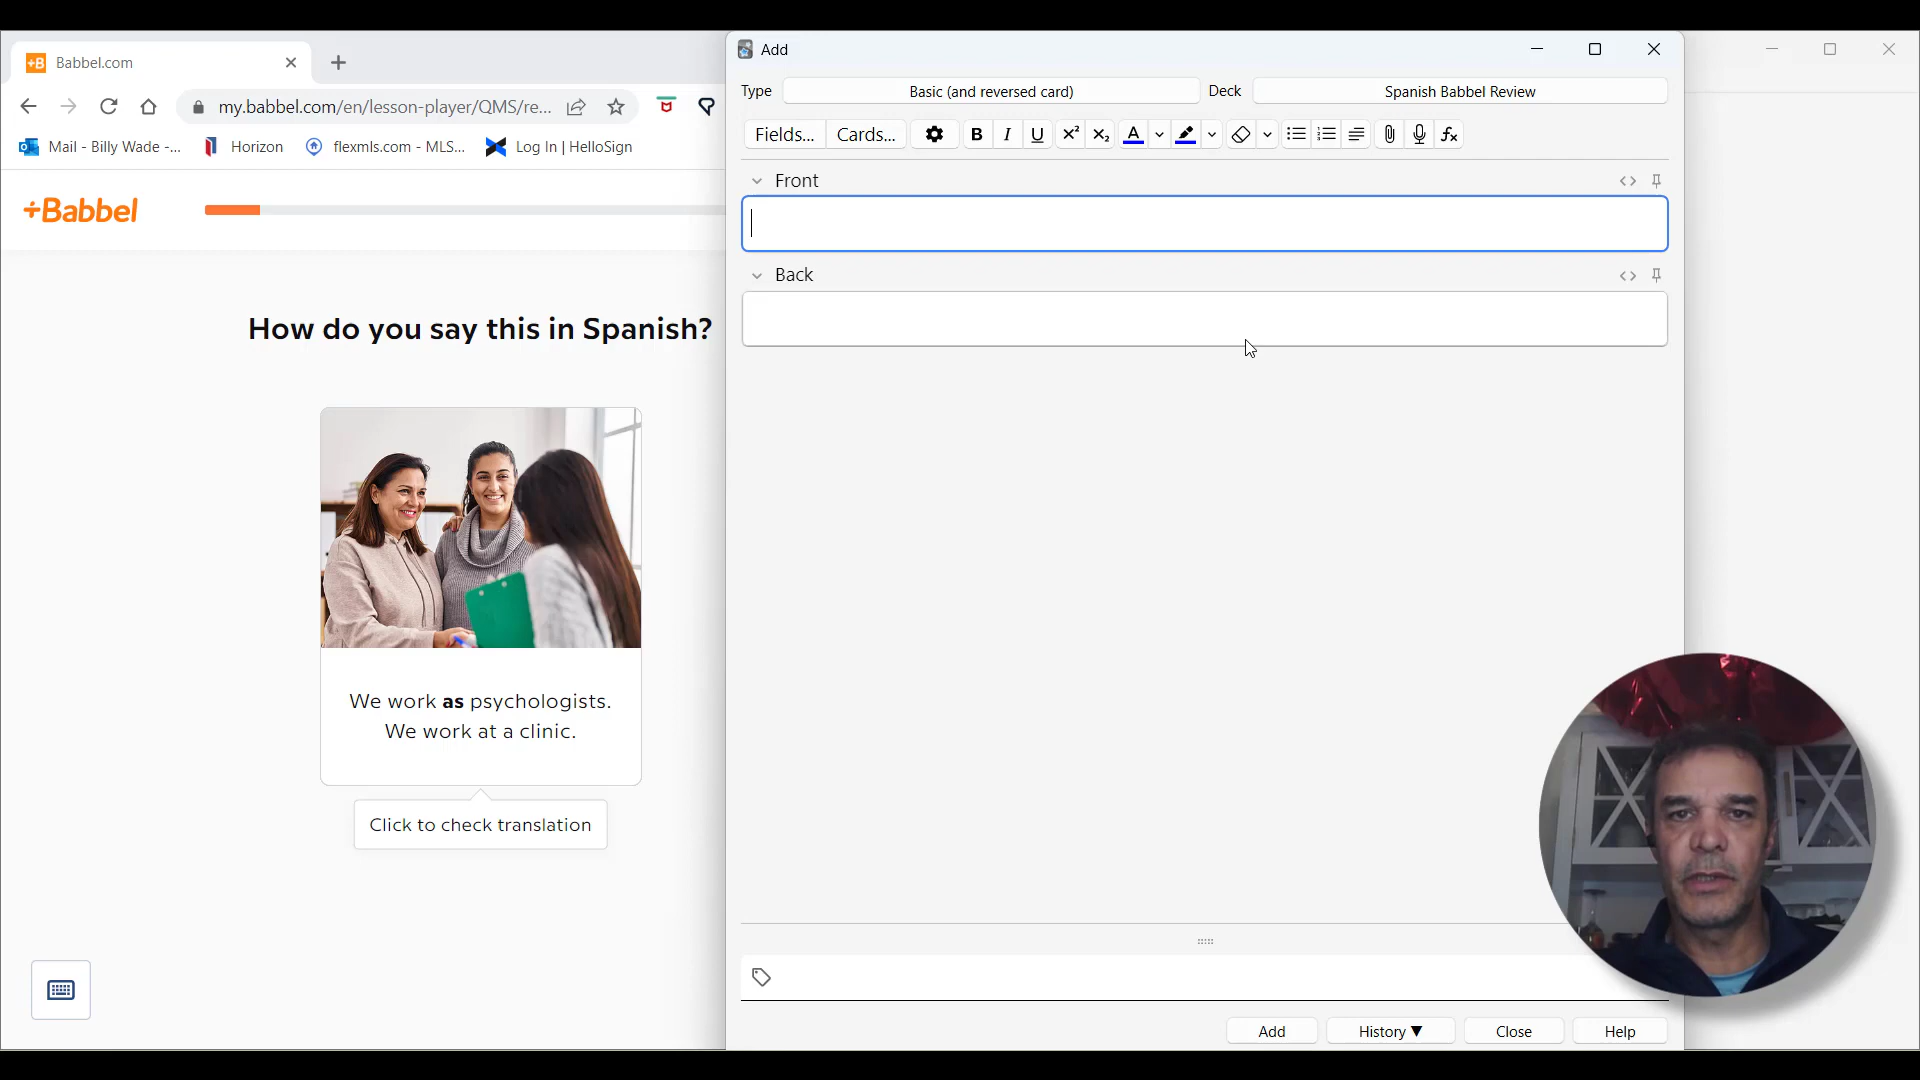 Babbel.com
my.babbel.com/en/lesson-player/QMS/re...
Mail - Billy Wade -...
Horizon
flexmls.com - MLS...
Log In | HelloSign
+Babbel
How do you say this in Spanish?
We work as psychologists.
We work at a clinic.
Click to check translation
Add
Type
Basic (and reversed card)
Deck
Spanish Babbel Review
Fields...
Cards...
B
I
U
x²
x₂
A
fx
Front
Back
Add
History ▼
Close
Help